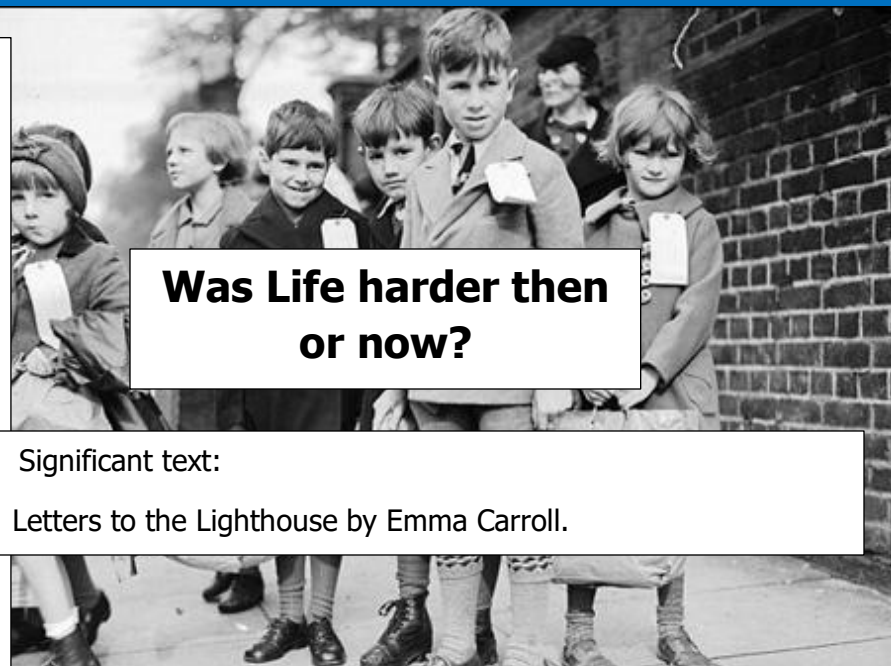 Was Life harder then
or now?
Significant text:
Letters to the Lighthouse by Emma Carroll.